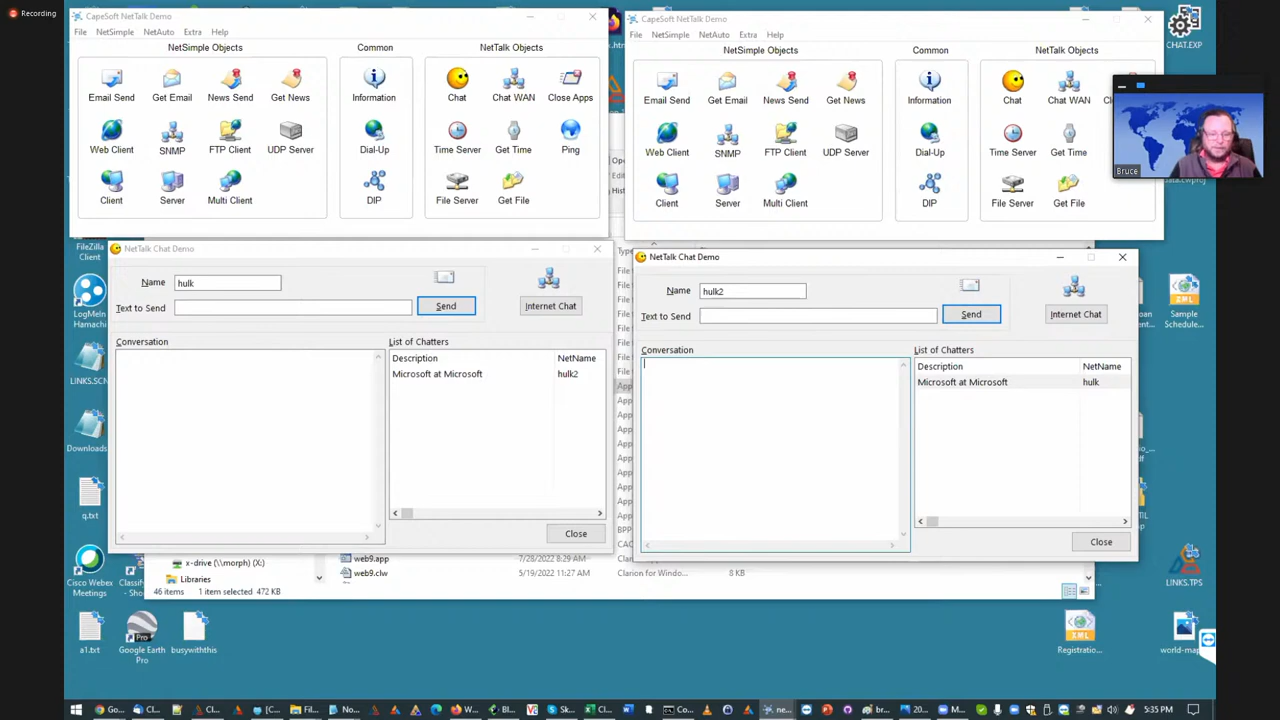 Recording
CapeSoft NetTalk Demo
File NetSimple NetAuto Extra Help
NetSimple Objects Common NetTalk Objects
Email Send Get Email News Send Get News Information Chat Chat WAN Close Apps
Web Client SNMP FTP Client UDP Server Dial-Up Time Server Get Time Ping
Client Server Multi Client DIP File Server Get File
CapeSoft NetTalk Demo
File NetSimple NetAuto Extra Help
NetSimple Objects Common NetTalk Objects
Email Send Get Email News Send Get News Information Chat Chat WAN
Web Client SNMP FTP Client UDP Server Dial-Up Time Server Get Time
Client Server Multi Client DIP File Server Get File
CHAT.EXP
Bruce
FileZilla
Client
LogMeIn
Hamachi
LINKS.SCN
Downloads
q.txt
Cisco Webex
Meetings
a1.txt
Google Earth
Pro
busywiththis
NetTalk Chat Demo
Name hulk
Text to Send Send Internet Chat
Conversation List of Chatters
Description NetName
Microsoft at Microsoft hulk2
Close
NetTalk Chat Demo
Name hulk2
Text to Send Send Internet Chat
Conversation List of Chatters
Description NetName
Microsoft at Microsoft hulk
Close
x-drive (\\morph) (X:)
Libraries
web9.app 7/28/2022 8:29 AM
web9.clw 5/19/2022 11:27 AM Clarion for Windo... 8 KB
46 items 1 item selected 472 KB
Sample
Schedule...
LINKS.TPS
Registratio...
world-map
5:35 PM